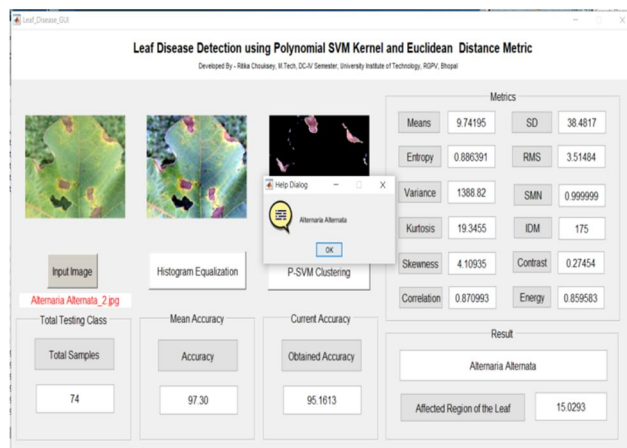 Leaf_Disease_GUI
Leaf Disease Detection using Polynomial SVM Kernel and Euclidean Distance Metric
Developed By - Ritika Chouksey, M.Tech, DC-IV Semester, University Institute of Technology, RGPV, Bhopal
Metrics
Means 9.74195 SD 38.4817
Entropy 0.886391 RMS 3.51484
Variance 1388.82 SMN 0.999999
Kurtosis 19.3455 IDM 175
Skewness 4.10935 Contrast 0.27454
Correlation 0.870993 Energy 0.859583
Help Dialog
Alternaria Alternata
OK
Input Image
Histogram Equalization
P-SVM Clustering
Alternaria Alternata_2.jpg
Total Testing Class
Total Samples
74
Mean Accuracy
Accuracy
97.30
Current Accuracy
Obtained Accuracy
95.1613
Result
Alternaria Alternata
Affected Region of the Leaf 15.0293